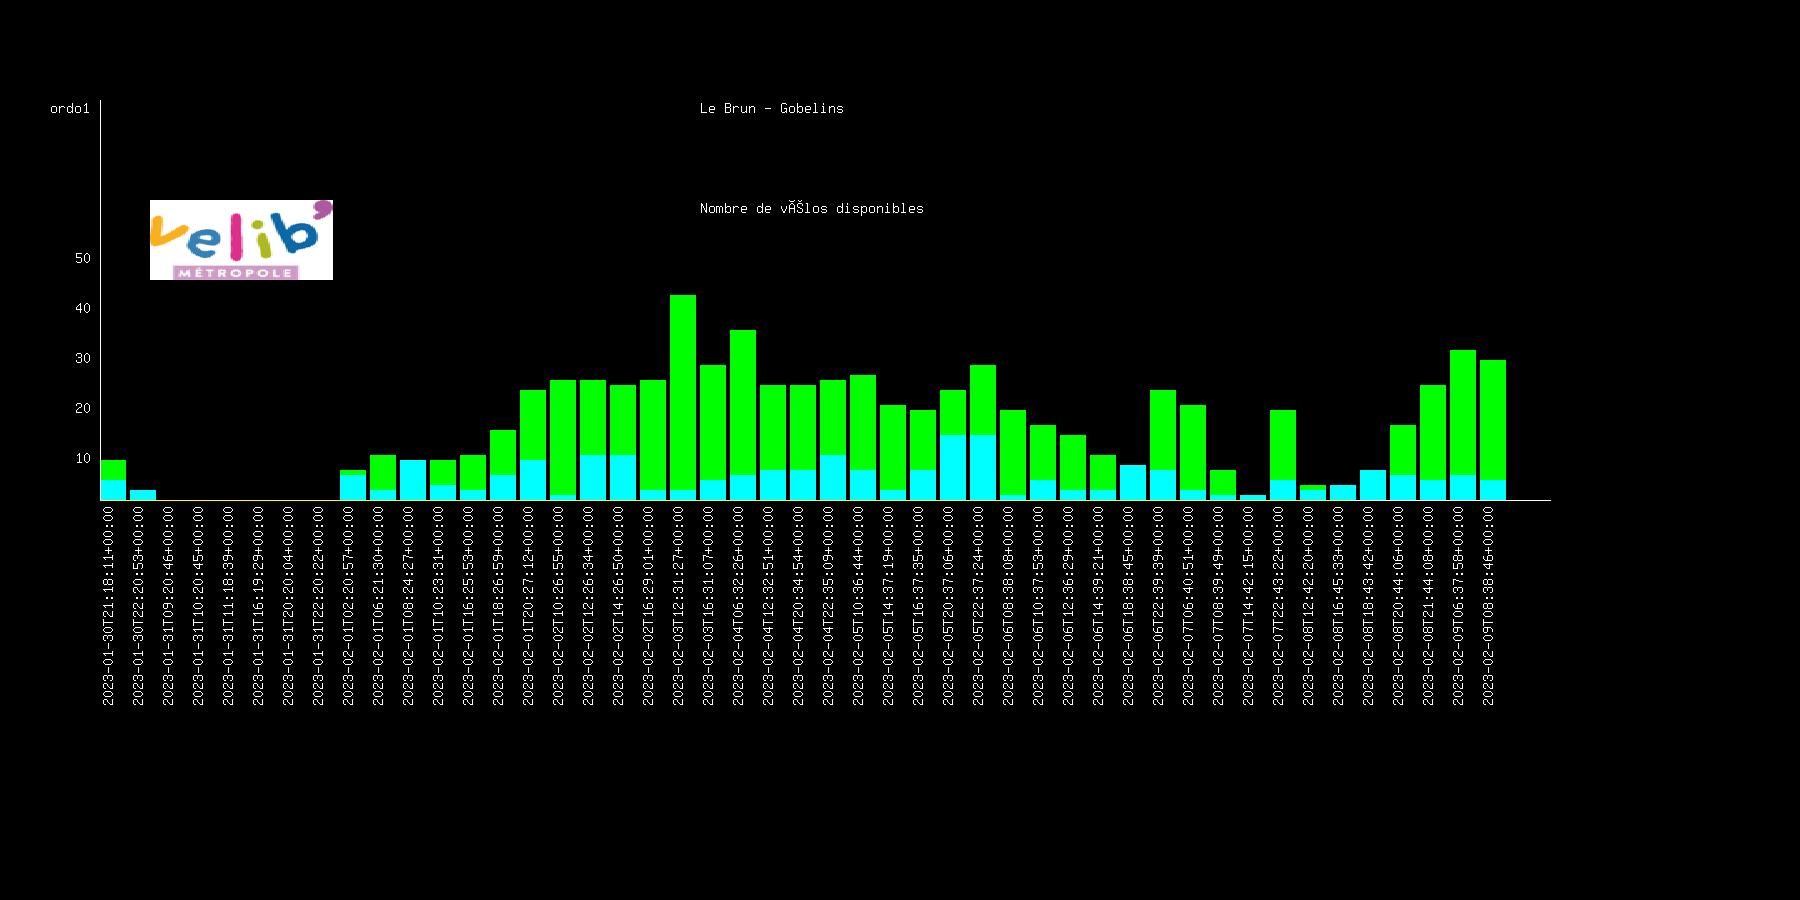 ordo1
Le Brun - Gobelins
velib'
MÉTROPOLE
Nombre de vÃŠlos disponibles
50
40
30
20
10
2023-01-30T21:18:11+00:00
2023-01-30T22:20:53+00:00
2023-01-31T09:20:46+00:00
2023-01-31T10:20:45+00:00
2023-01-31T11:18:39+00:00
2023-01-31T16:19:29+00:00
2023-01-31T20:20:04+00:00
2023-01-31T22:20:22+00:00
2023-02-01T02:20:57+00:00
2023-02-01T06:21:30+00:00
2023-02-01T08:24:27+00:00
2023-02-01T10:23:31+00:00
2023-02-01T16:25:53+00:00
2023-02-01T18:26:59+00:00
2023-02-01T20:27:12+00:00
2023-02-02T10:26:55+00:00
2023-02-02T12:26:34+00:00
2023-02-02T14:26:50+00:00
2023-02-02T16:29:01+00:00
2023-02-03T12:31:27+00:00
2023-02-03T16:31:07+00:00
2023-02-04T06:32:26+00:00
2023-02-04T12:32:51+00:00
2023-02-04T20:34:54+00:00
2023-02-04T22:35:09+00:00
2023-02-05T10:36:44+00:00
2023-02-05T14:37:19+00:00
2023-02-05T16:37:35+00:00
2023-02-05T20:37:06+00:00
2023-02-05T22:37:24+00:00
2023-02-06T08:38:08+00:00
2023-02-06T10:37:53+00:00
2023-02-06T12:36:29+00:00
2023-02-06T14:39:21+00:00
2023-02-06T18:38:45+00:00
2023-02-06T22:39:39+00:00
2023-02-07T06:40:51+00:00
2023-02-07T08:39:49+00:00
2023-02-07T14:42:15+00:00
2023-02-07T22:43:22+00:00
2023-02-08T12:42:20+00:00
2023-02-08T16:45:33+00:00
2023-02-08T18:43:42+00:00
2023-02-08T20:44:06+00:00
2023-02-08T21:44:08+00:00
2023-02-09T06:37:58+00:00
2023-02-09T08:38:46+00:00